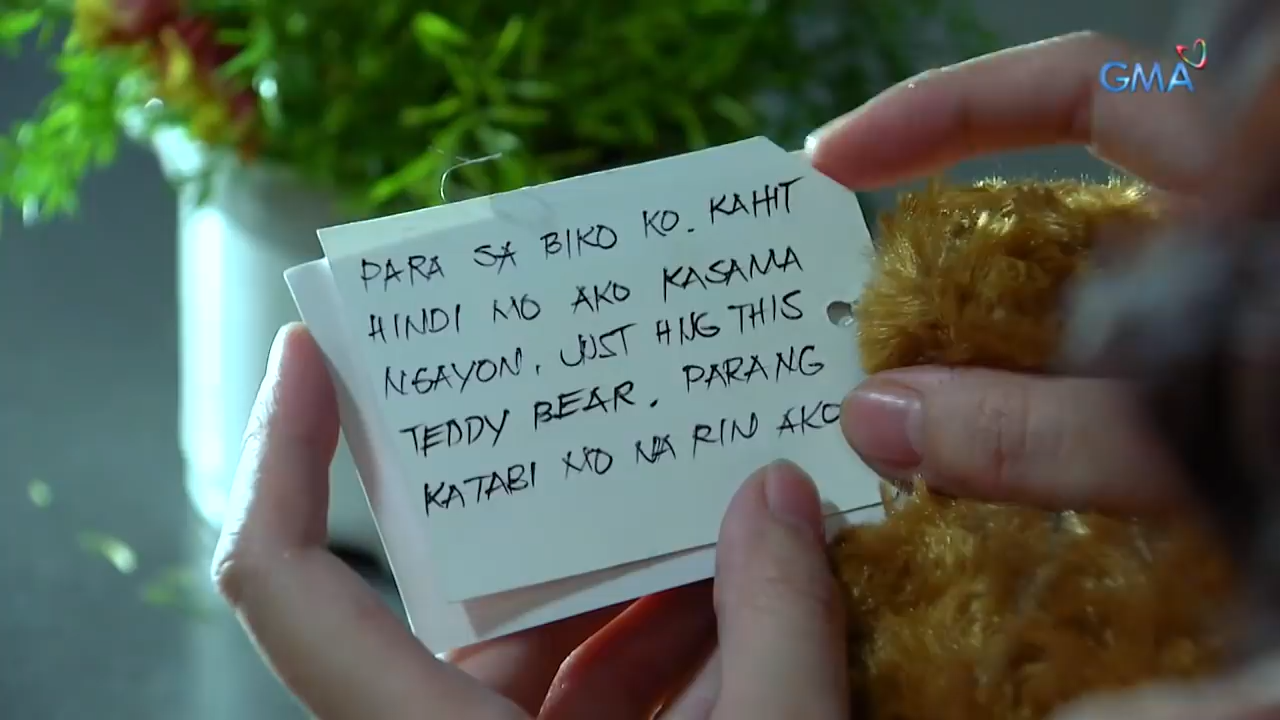 GMA
PARA SA BIKO KO. KAHIT
HINDI MO AKO KASAMA
NGAYON, JUST HUG THIS
TEDDY BEAR. PARANG
KATABI MO NA RIN AKO